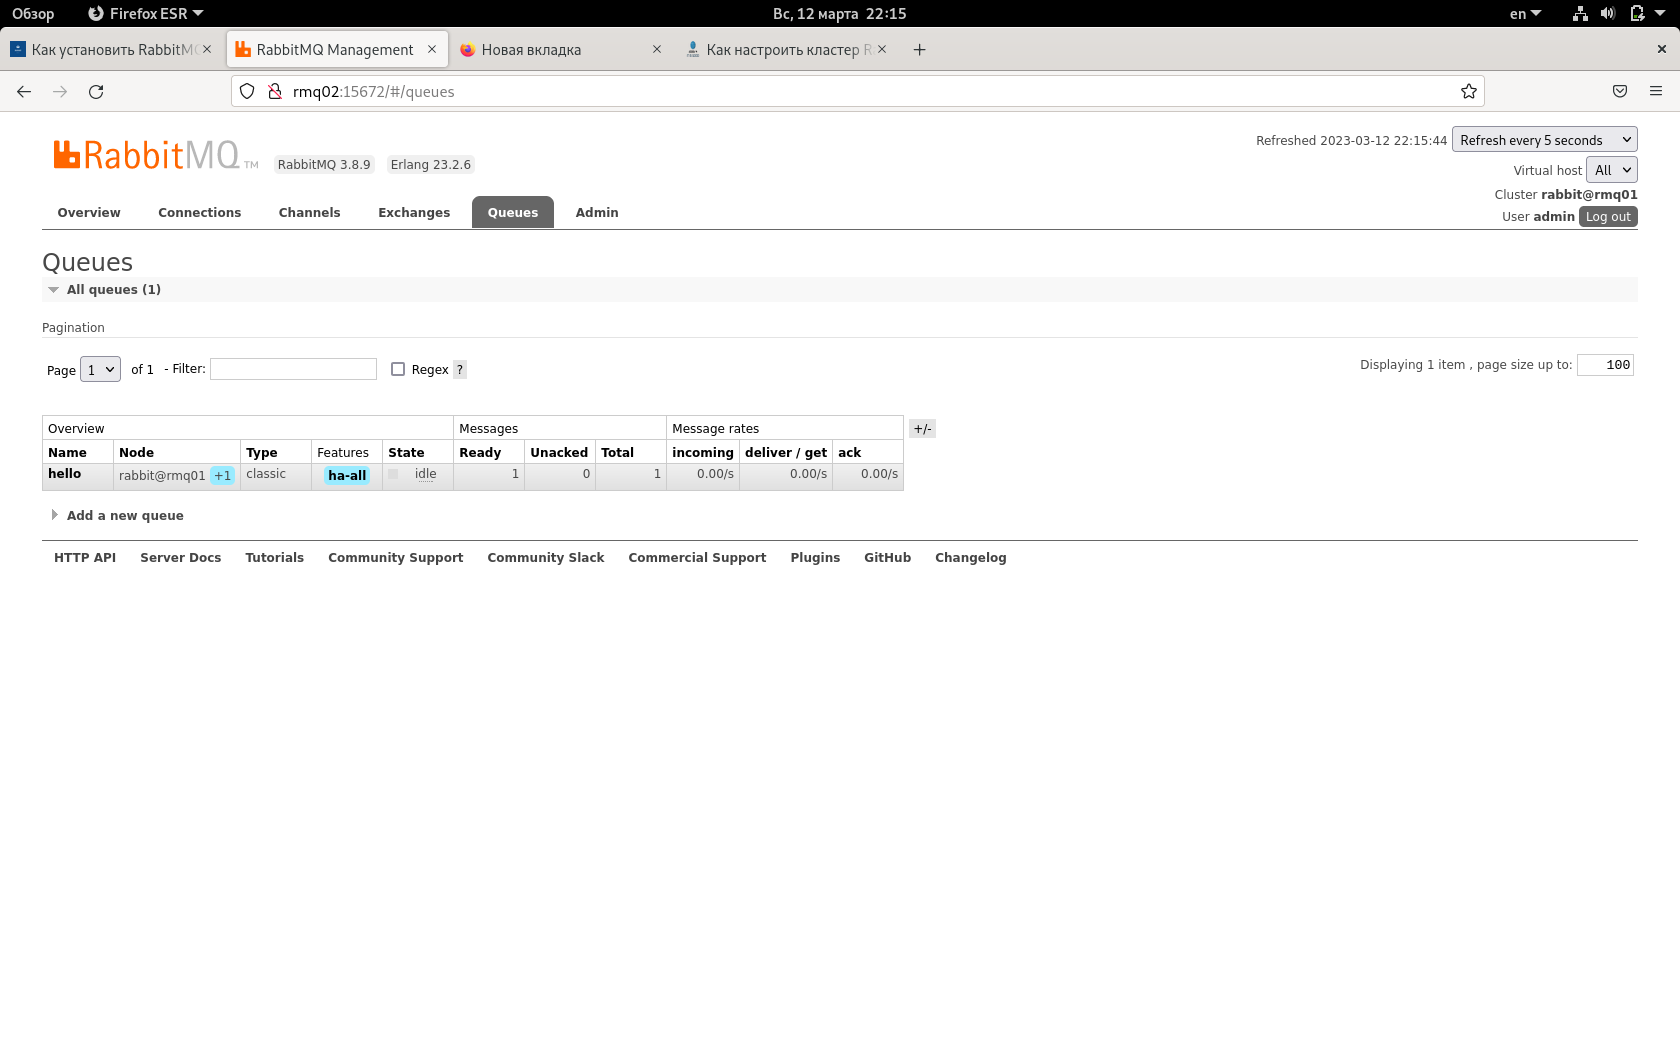 Обзор Firefox ESR Вс, 12 марта 22:15 en
Как установить RabbitM RabbitMQ Management Новая вкладка Как настроить кластер R
rmq02:15672/#/queues
RabbitMQ TM RabbitMQ 3.8.9 Erlang 23.2.6
Refreshed 2023-03-12 22:15:44 Refresh every 5 seconds
Virtual host All
Cluster rabbit@rmq01
User admin Log out
Overview Connections Channels Exchanges Queues Admin
Queues
All queues (1)
Pagination
Page 1 of 1 - Filter: Regex ? Displaying 1 item , page size up to: 100
Overview Messages Message rates +/-
Name Node Type Features State Ready Unacked Total incoming deliver / get ack
hello rabbit@rmq01 +1 classic ha-all idle 1 0 1 0.00/s 0.00/s 0.00/s
Add a new queue
HTTP API Server Docs Tutorials Community Support Community Slack Commercial Support Plugins GitHub Changelog